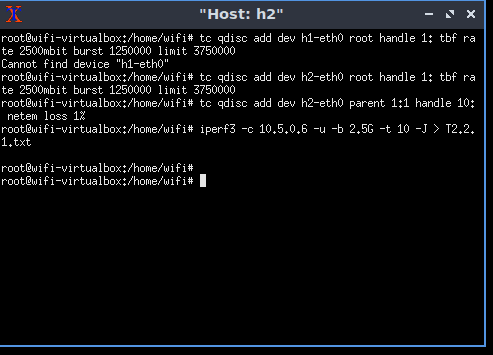 "Host: h2"
root@wifi-virtualbox:/home/wifi# tc qdisc add dev h1-eth0 root handle 1: tbf ra
te 2500mbit burst 1250000 limit 3750000
Cannot find device "h1-eth0"
root@wifi-virtualbox:/home/wifi# tc qdisc add dev h2-eth0 root handle 1: tbf ra
te 2500mbit burst 1250000 limit 3750000
root@wifi-virtualbox:/home/wifi# tc qdisc add dev h2-eth0 parent 1:1 handle 10:
 netem loss 1%
root@wifi-virtualbox:/home/wifi# iperf3 -c 10.5.0.6 -u -b 2.5G -t 10 -J > T2.2.
1.txt
root@wifi-virtualbox:/home/wifi#
root@wifi-virtualbox:/home/wifi#